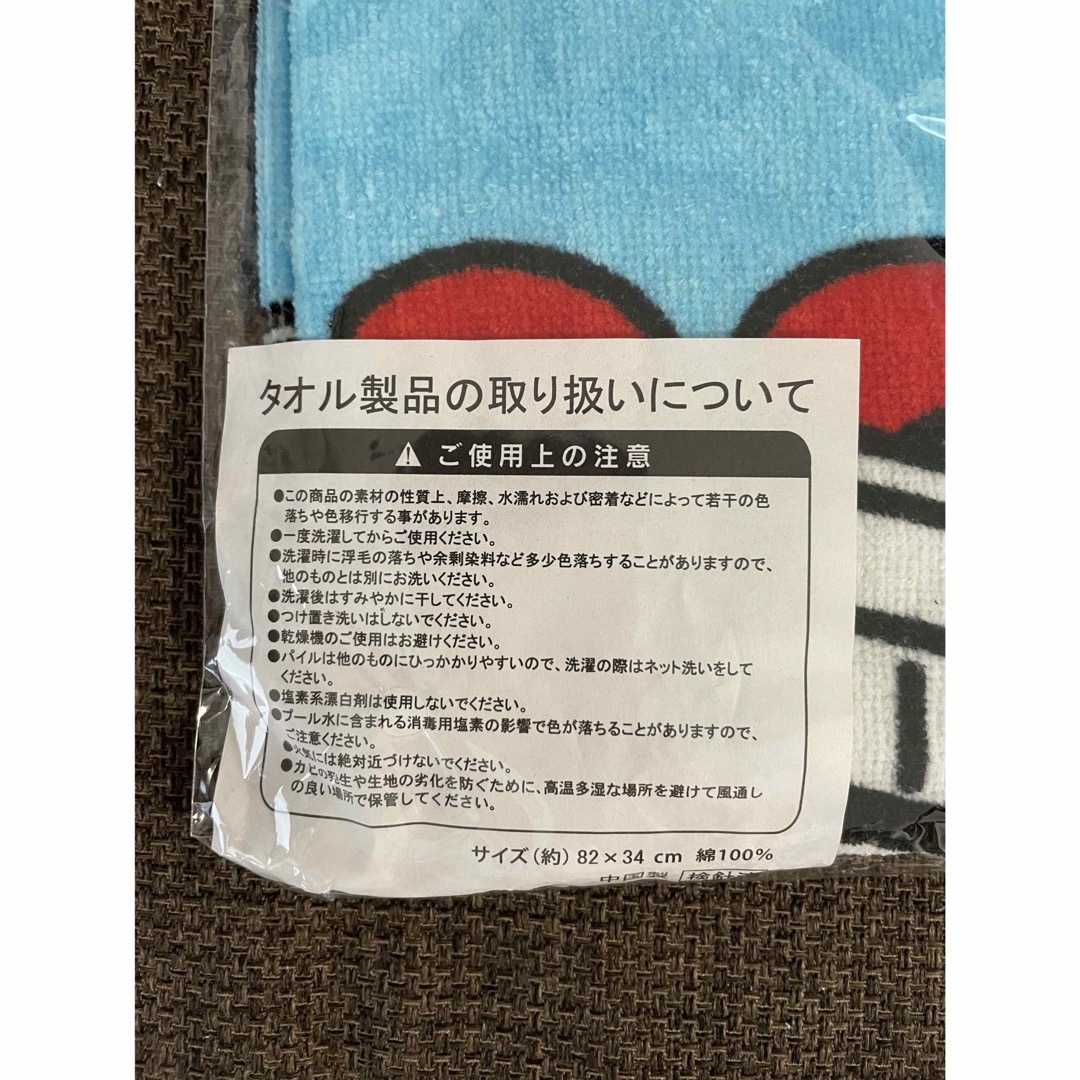 タオル製品の取り扱いについて
ご使用上の注意
●この商品の素材の性質上、摩擦、水濡れおよび密着などによって若干の色
落ちや色移行する事があります。
●一度洗濯してからご使用ください。
●洗濯時に浮毛の落ちや余剰染料など多少色落ちすることがありますので、
他のものとは別にお洗いください。
●洗濯後はすみやかに干してください。
●つけ置き洗いはしないでください。
●乾燥機のご使用はお避けください。
●パイルは他のものにひっかかりやすいので、洗濯の際はネット洗いをして
ください。
●塩素系漂白剤は使用しないでください。
●プール水に含まれる消毒用塩素の影響で色が落ちることがありますので、
ご注意ください。
●火気には絶対近づけないでください。
●カビの発生や生地の劣化を防ぐために、高温多湿な場所を避けて風通し
の良い場所で保管してください。
サイズ(約)82×34 cm 綿100%
中国製 検針済